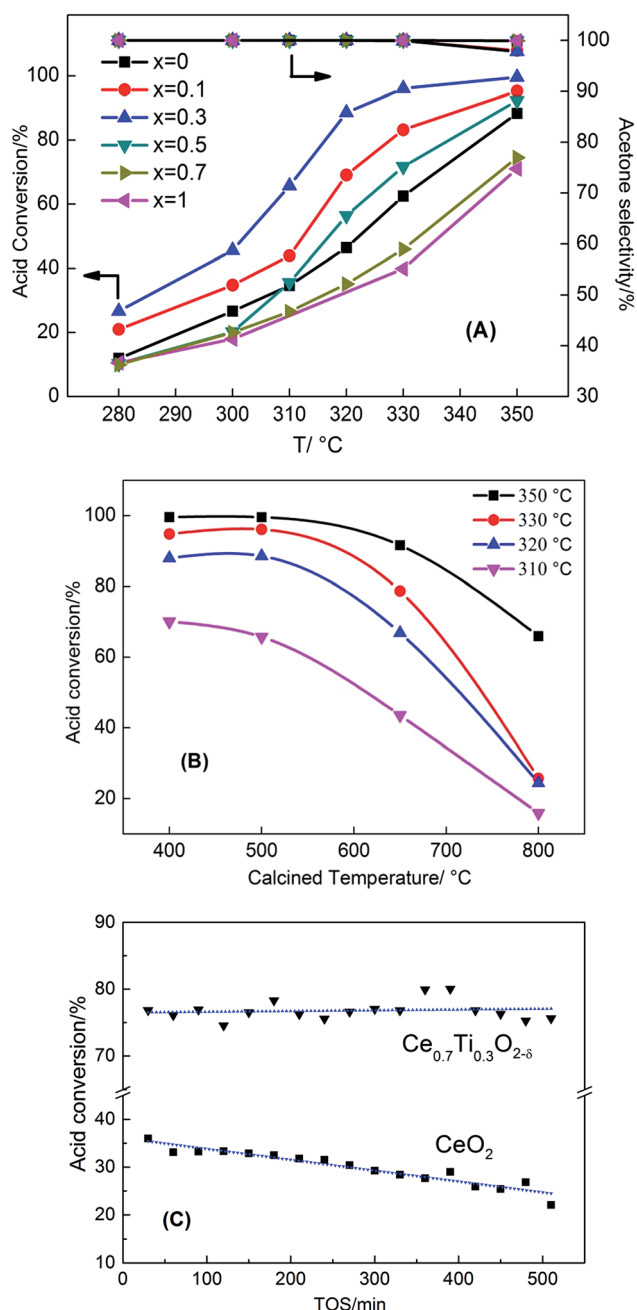 100
80
60
40
20
0
Acid Conversion/%
x=0
x=0.1
x=0.3
x=0.5
x=0.7
x=1
(A)
100
90
80
70
60
50
40
30
Acetone selectivity/%
280 290 300 310 320 330 340 350
T/ °C
100
80
60
40
20
Acid conversion/%
350 °C
330 °C
320 °C
310 °C
(B)
400 500 600 700 800
Calcined Temperature/ °C
90
80
70
40
30
20
10
Acid conversion/%
Ce0.7Ti0.3O2-δ
CeO2
(C)
0 100 200 300 400 500
TOS/min